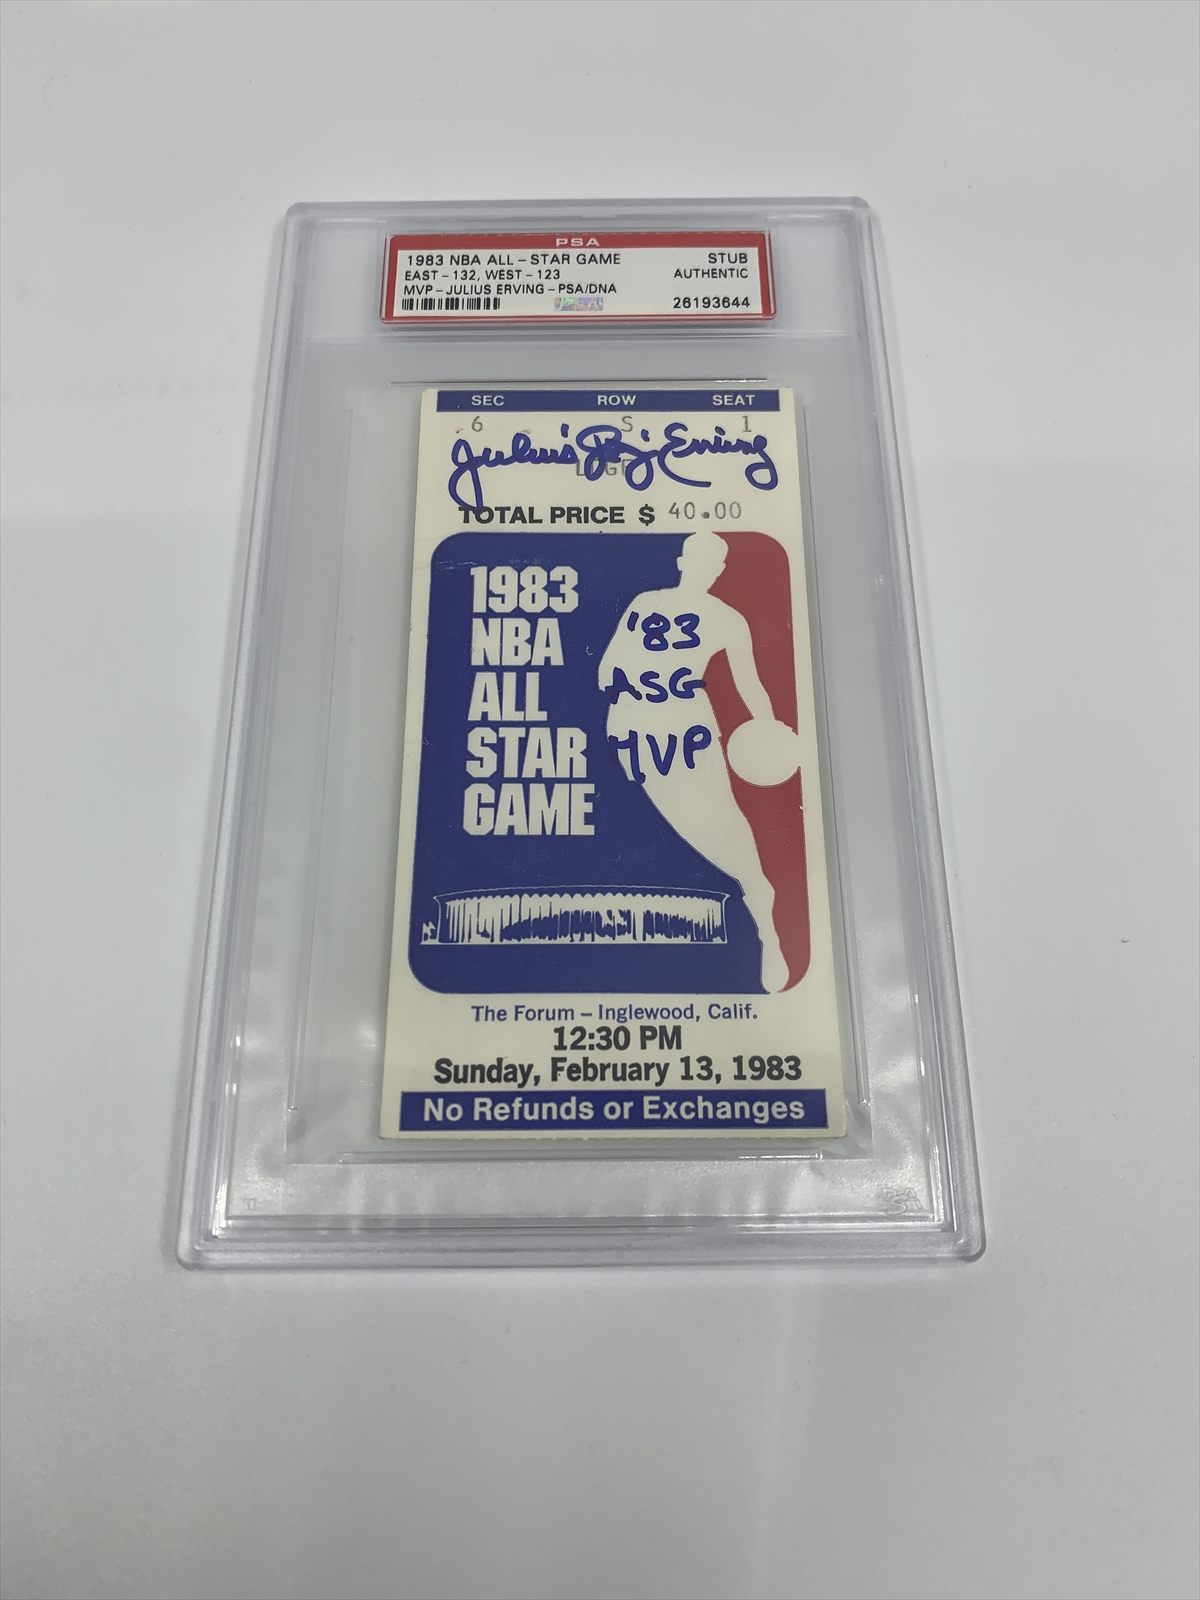 PSA
1983 NBA ALL-STAR GAME STUB
EAST-132, WEST-123 AUTHENTIC
MVP-JULIUS ERVING-PSA/DNA
26193644
SEC ROW SEAT
6 S 1
Julius "Dr. J" Erving
LOGE
TOTAL PRICE $ 40.00
1983
NBA
ALL
STAR
GAME
'83
ASG
MVP
The Forum – Inglewood, Calif.
12:30 PM
Sunday, February 13, 1983
No Refunds or Exchanges
PSA